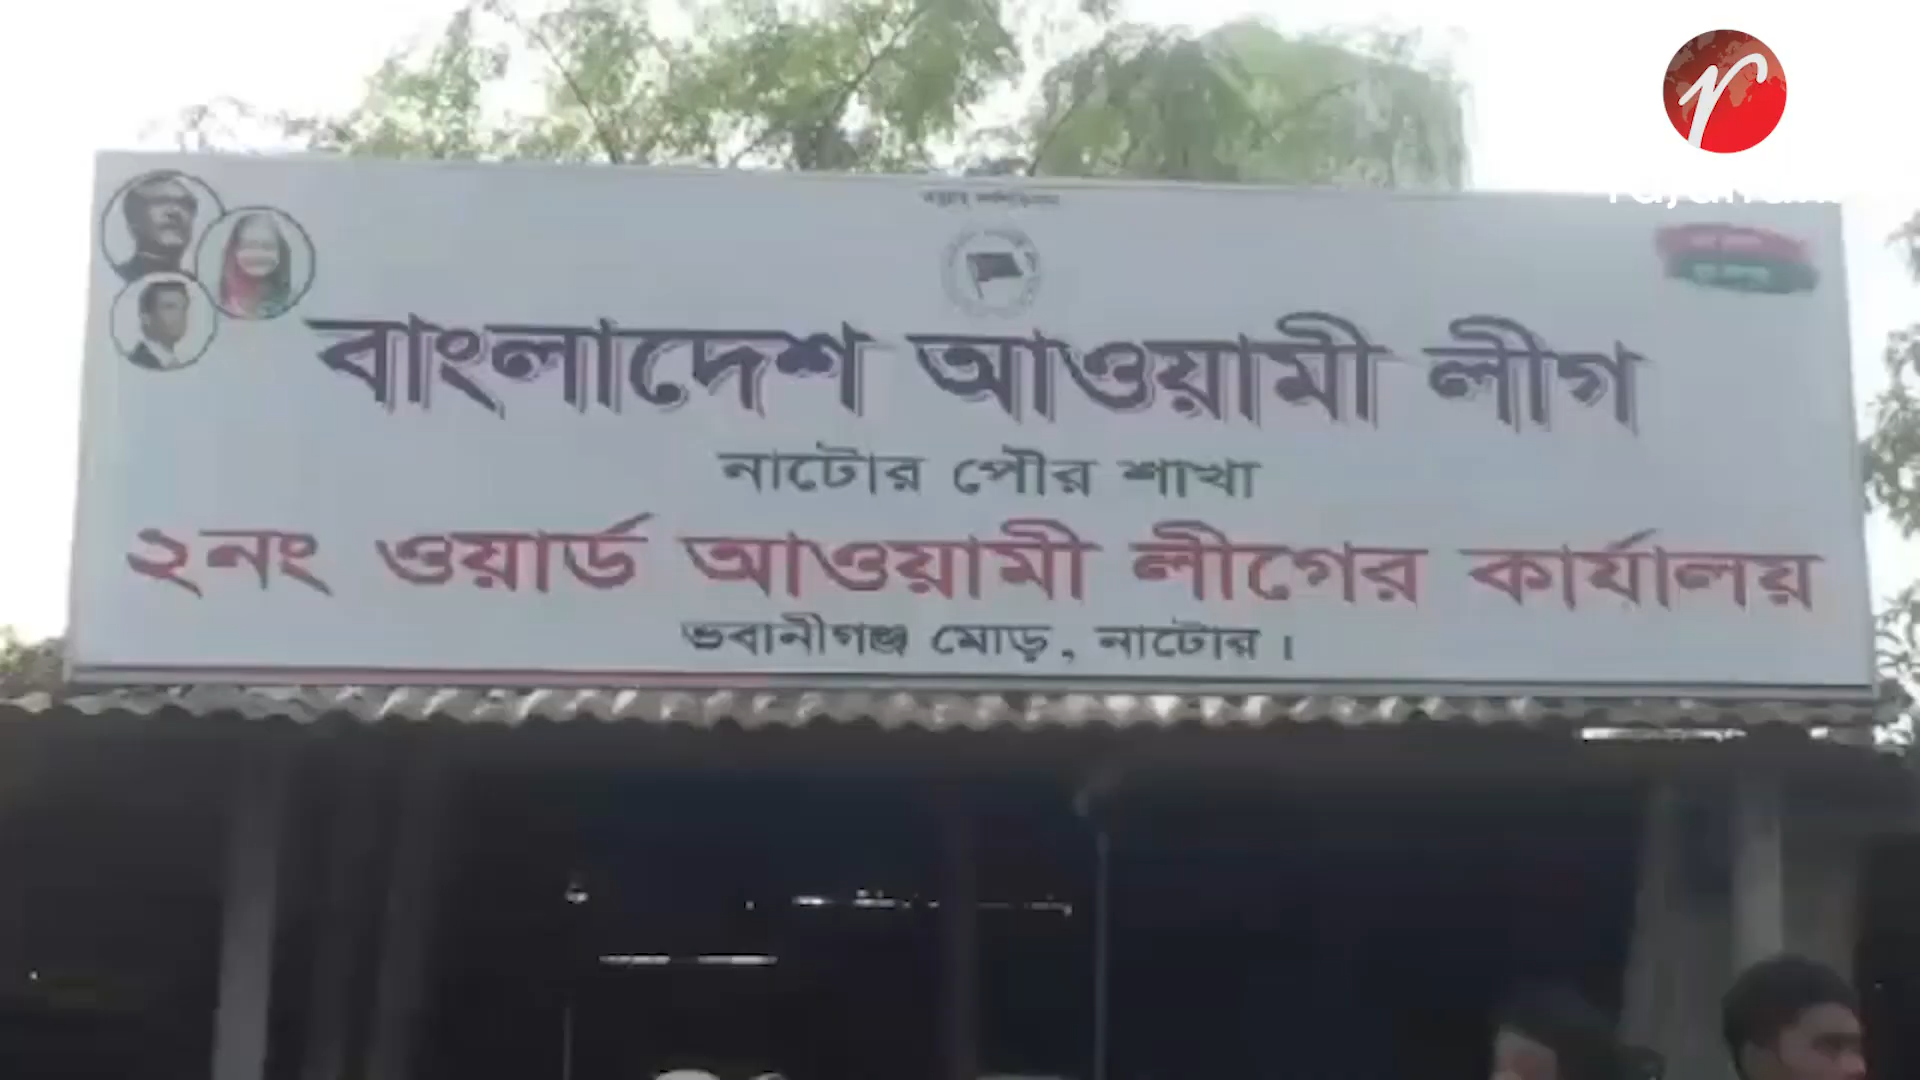 বাংলাদেশ আওয়ামী লীগ
নাটোর পৌর শাখা
২নং ওয়ার্ড আওয়ামী লীগের কার্যালয়
ভবানীগঞ্জ মোড়, নাটোর।